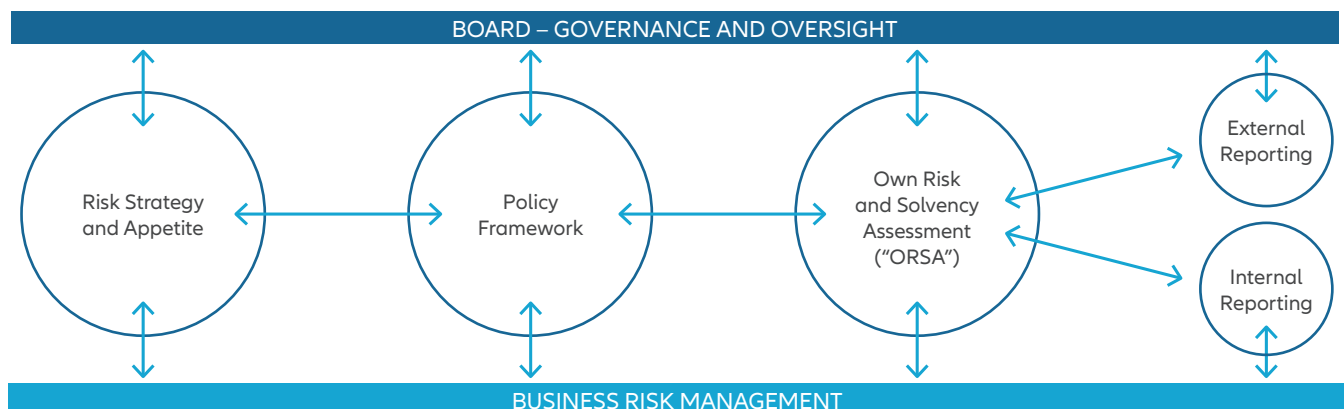 BOARD – GOVERNANCE AND OVERSIGHT
Risk Strategy
and Appetite
Policy
Framework
Own Risk
and Solvency
Assessment
(“ORSA”)
External
Reporting
Internal
Reporting
BUSINESS RISK MANAGEMENT